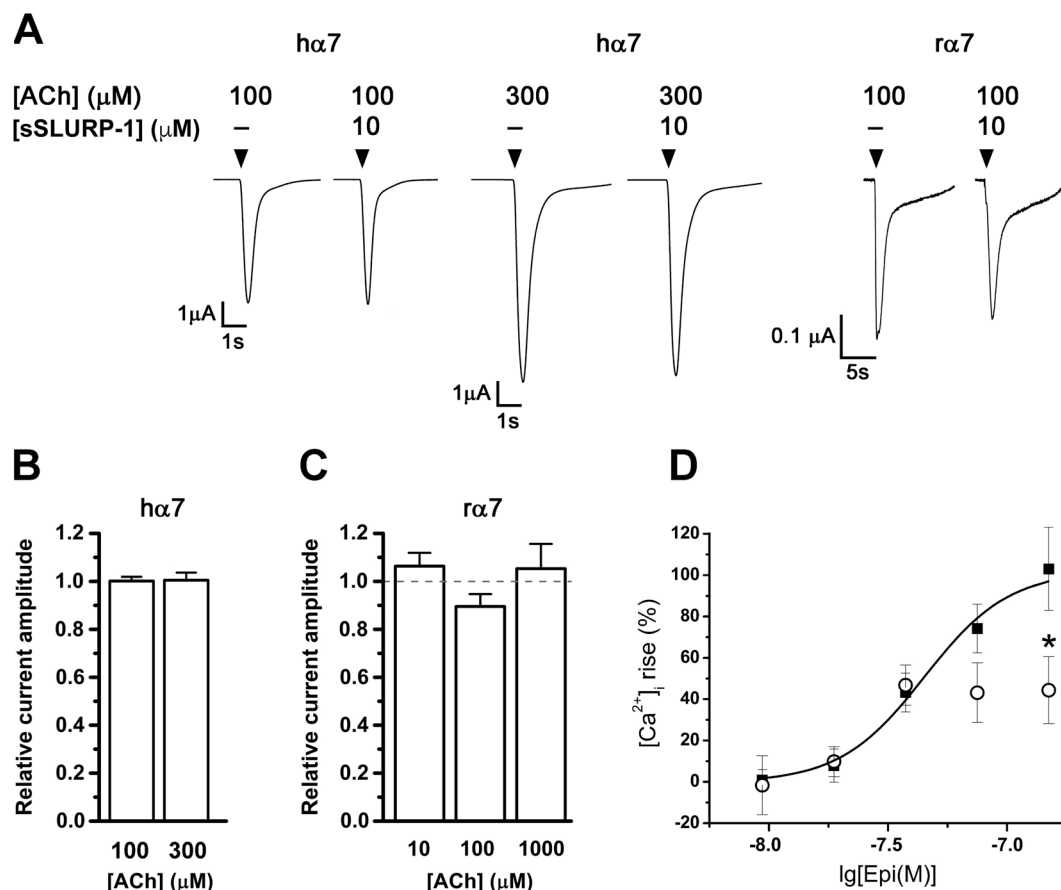 A
hα7 hα7 rα7
[ACh] (μM) 100 100 300 300 100 100
[sSLURP-1] (μM) – 10 – 10 – 10
1μA
1s
1μA
1s
0.1 μA
5s
B
hα7
Relative current amplitude
1.2
1.0
0.8
0.6
0.4
0.2
0.0
100 300
[ACh] (μM)
C
rα7
Relative current amplitude
1.2
1.0
0.8
0.6
0.4
0.2
0.0
10 100 1000
[ACh] (μM)
D
[Ca²⁺]ᵢ rise (%)
120
100
80
60
40
20
0
-20
*
-8.0 -7.5 -7.0
lg[Epi(M)]